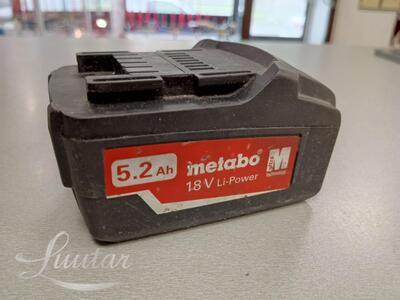 5.2 Ah
metabo
18 V Li-Power
M
Luutar